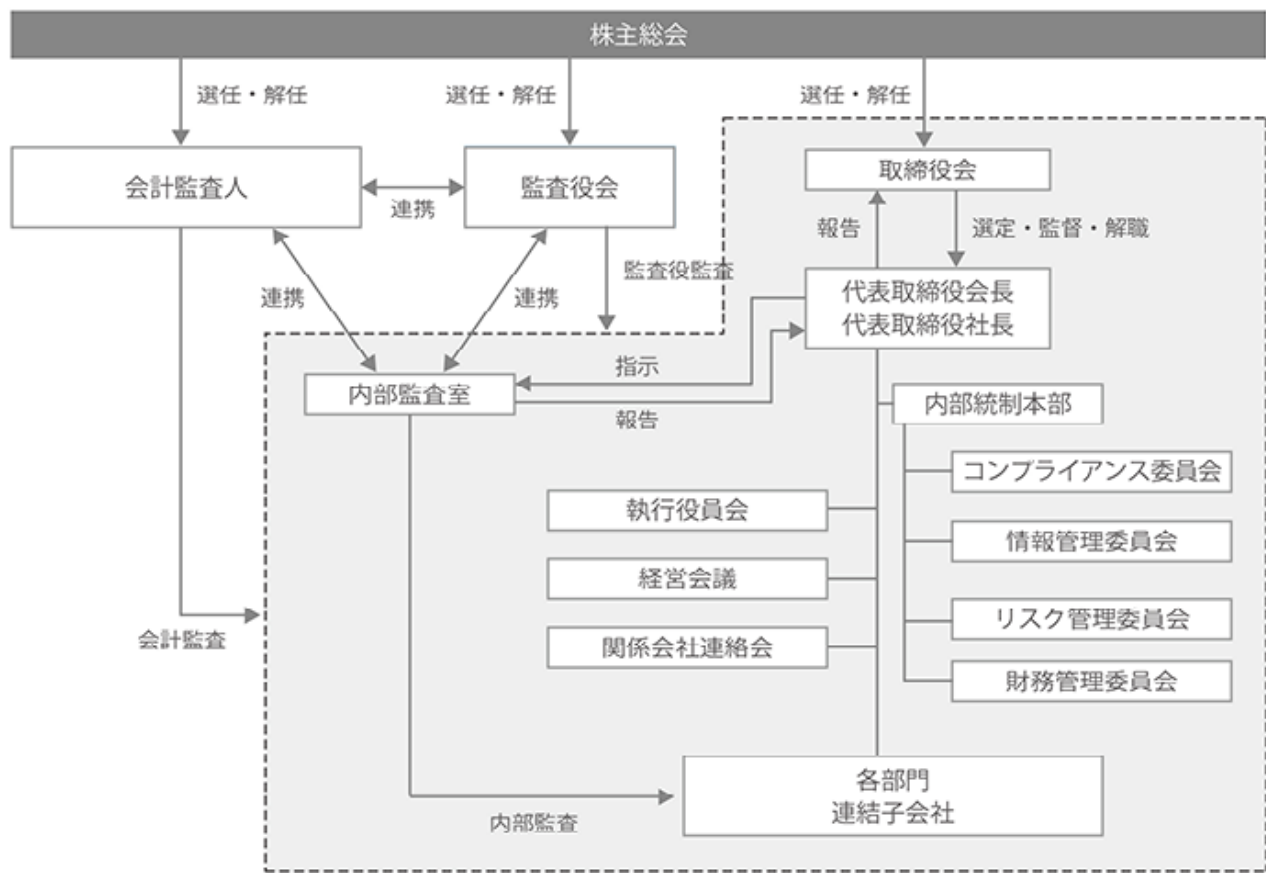 株主総会
選任・解任
選任・解任
選任・解任
会計監査人
連携
監査役会
取締役会
報告
選定・監督・解職
連携
連携
監査役監査
代表取締役会長
代表取締役社長
指示
内部監査室
報告
内部統制本部
コンプライアンス委員会
執行役員会
情報管理委員会
経営会議
リスク管理委員会
会計監査
関係会社連絡会
財務管理委員会
各部門
連結子会社
内部監査